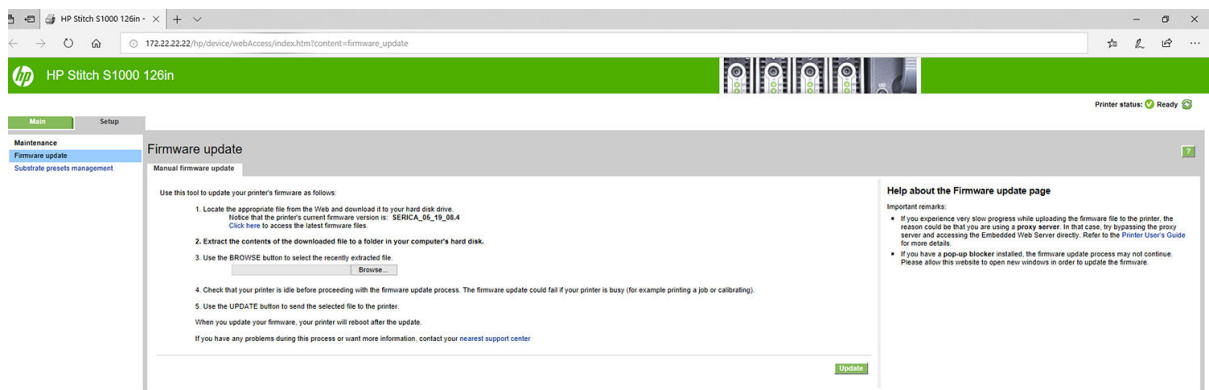 HP Stitch S1000 126in -
172.22.22.22/hp/device/webAccess/index.htm?content=firmware_update
hp HP Stitch S1000 126in
Printer status: Ready
Main Setup
Maintenance
Firmware update
Substrate presets management
Firmware update
?
Manual firmware update
Use this tool to update your printer's firmware as follows:
1. Locate the appropriate file from the Web and download it to your hard disk drive.
Notice that the printer's current firmware version is: SERICA_05_19_08.4
Click here to access the latest firmware files.
2. Extract the contents of the downloaded file to a folder in your computer's hard disk.
3. Use the BROWSE button to select the recently extracted file.
Browse...
4. Check that your printer is idle before proceeding with the firmware update process. The firmware update could fail if your printer is busy (for example printing a job or calibrating).
5. Use the UPDATE button to send the selected file to the printer.
When you update your firmware, your printer will reboot after the update.
If you have any problems during this process or want more information, contact your nearest support center
Update
Help about the Firmware update page
Important remarks:
If you experience very slow progress while uploading the firmware file to the printer, the
reason could be that you are using a proxy server. In that case, try bypassing the proxy
server and accessing the Embedded Web Server directly. Refer to the Printer User's Guide
for more details.
If you have a pop-up blocker installed, the firmware update process may not continue.
Please allow this website to open new windows in order to update the firmware.